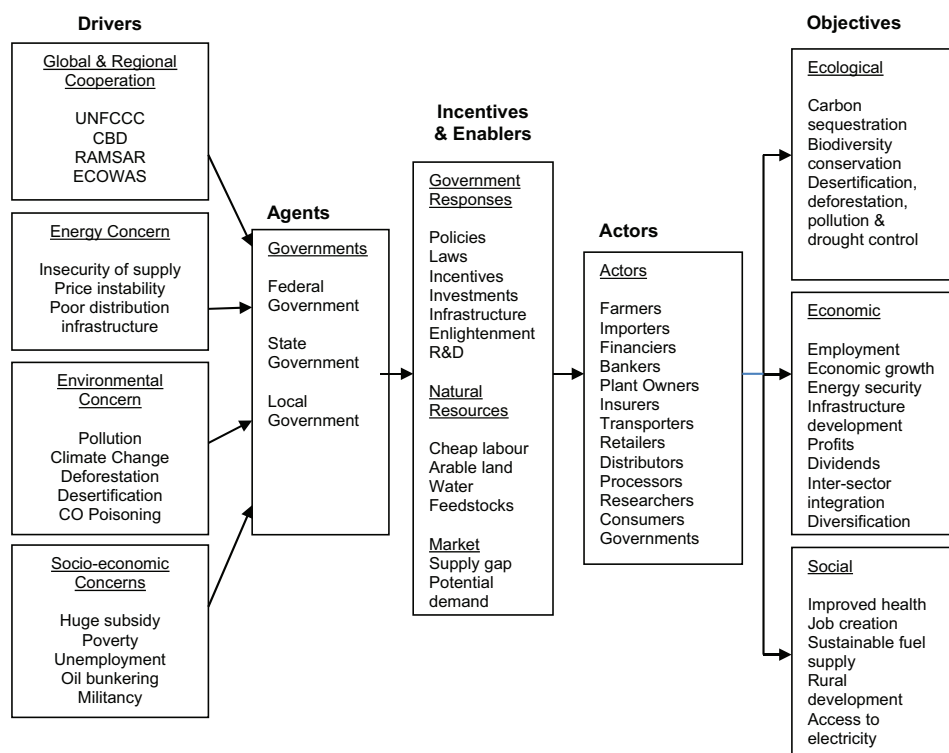 Drivers
Global & Regional
Cooperation
UNFCCC
CBD
RAMSAR
ECOWAS
Energy Concern
Insecurity of supply
Price instability
Poor distribution
infrastructure
Environmental
Concern
Pollution
Climate Change
Deforestation
Desertification
CO Poisoning
Socio-economic
Concerns
Huge subsidy
Poverty
Unemployment
Oil bunkering
Militancy
Agents
Governments
Federal
Government
State
Government
Local
Government
Incentives
& Enablers
Government
Responses
Policies
Laws
Incentives
Investments
Infrastructure
Enlightenment
R&D
Natural
Resources
Cheap labour
Arable land
Water
Feedstocks
Market
Supply gap
Potential
demand
Actors
Actors
Farmers
Importers
Financiers
Bankers
Plant Owners
Insurers
Transporters
Retailers
Distributors
Processors
Researchers
Consumers
Governments
Objectives
Ecological
Carbon
sequestration
Biodiversity
conservation
Desertification,
deforestation,
pollution &
drought control
Economic
Employment
Economic growth
Energy security
Infrastructure
development
Profits
Dividends
Inter-sector
integration
Diversification
Social
Improved health
Job creation
Sustainable fuel
supply
Rural
development
Access to
electricity